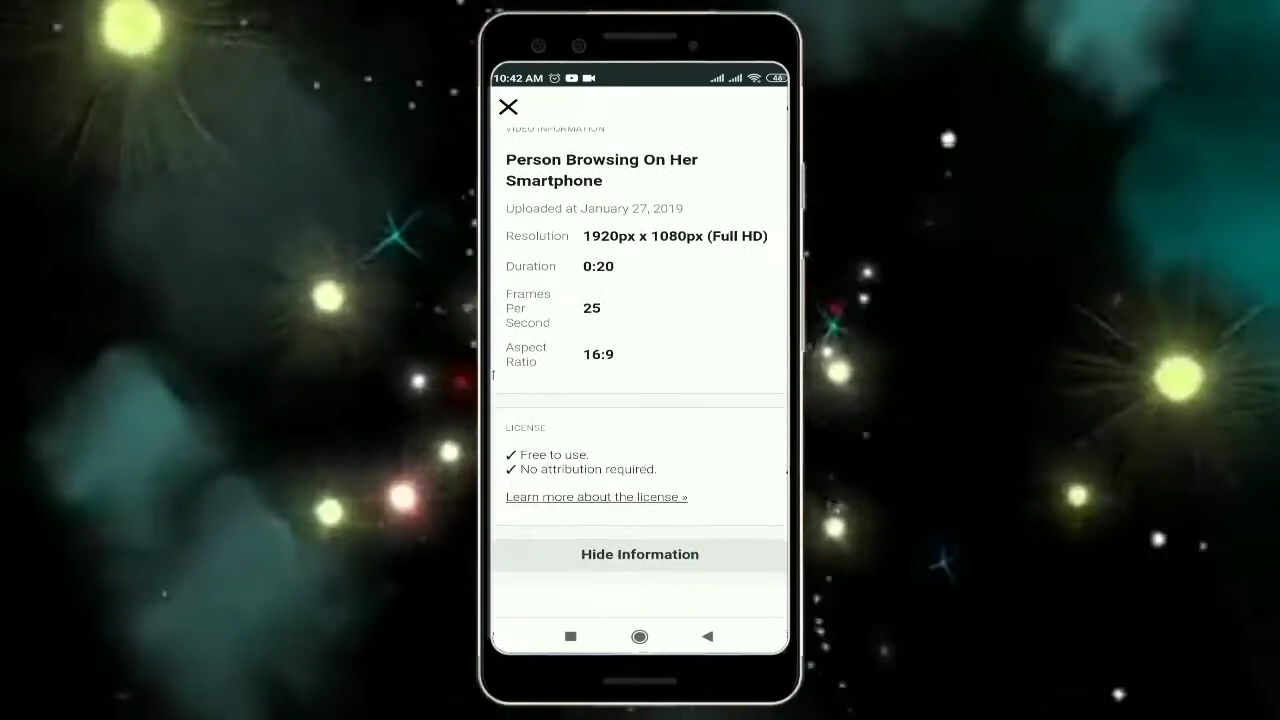 10:42 AM
46
VIDEO INFORMATION
Person Browsing On Her
Smartphone
Uploaded at January 27, 2019
Resolution 1920px x 1080px (Full HD)
Duration 0:20
Frames
Per
Second
25
Aspect
Ratio
16:9
LICENSE
✓ Free to use.
✓ No attribution required.
Learn more about the license »
Hide Information